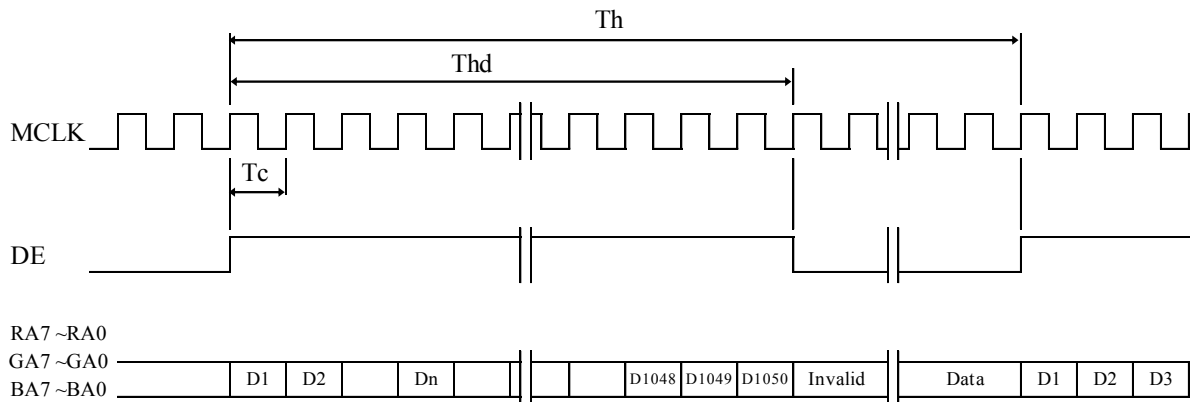 Th
Thd
MCLK
Tc
DE
RA7 ~RA0
GA7 ~GA0
BA7 ~BA0
D1 D2 Dn D1048 D1049 D1050 Invalid Data D1 D2 D3